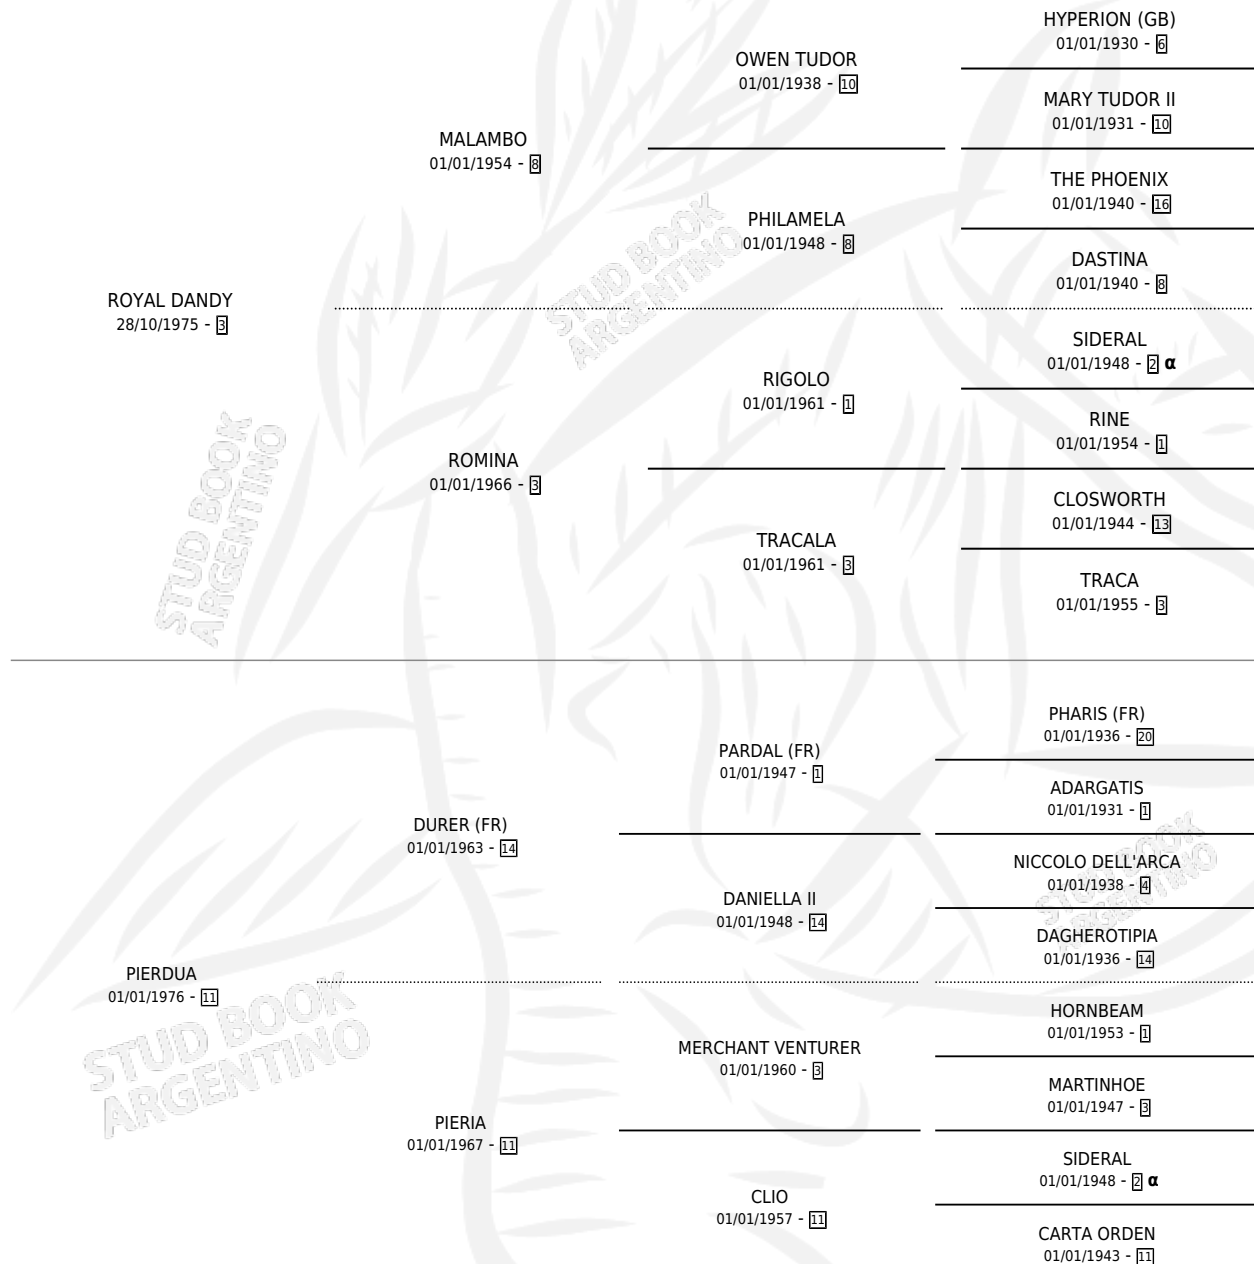 HYPERION (GB)
01/01/1930 - 6
OWEN TUDOR
01/01/1938 - 10
MARY TUDOR II
01/01/1931 - 10
MALAMBO
01/01/1954 - 8
THE PHOENIX
01/01/1940 - 16
PHILAMELA
01/01/1948 - 8
DASTINA
01/01/1940 - 8
ROYAL DANDY
28/10/1975 - 3
SIDERAL
01/01/1948 - 2 α
RIGOLO
01/01/1961 - 1
RINE
01/01/1954 - 1
ROMINA
01/01/1966 - 3
CLOSWORTH
01/01/1944 - 13
TRACALA
01/01/1961 - 3
TRACA
01/01/1955 - 3
STUD BOOK
ARGENTINO
STUD BOOK
ARGENTINO
PHARIS (FR)
01/01/1936 - 20
PARDAL (FR)
01/01/1947 - 1
ADARGATIS
01/01/1931 - 1
DURER (FR)
01/01/1963 - 14
NICCOLO DELL'ARCA
01/01/1938 - 4
DANIELLA II
01/01/1948 - 14
DAGHEROTIPIA
01/01/1936 - 14
PIERDUA
01/01/1976 - 11
HORNBEAM
01/01/1953 - 1
MERCHANT VENTURER
01/01/1960 - 3
MARTINHOE
01/01/1947 - 3
PIERIA
01/01/1967 - 11
SIDERAL
01/01/1948 - 2 α
CLIO
01/01/1957 - 11
CARTA ORDEN
01/01/1943 - 11
STUD BOOK
ARGENTINO
STUD BOOK
ARGENTINO